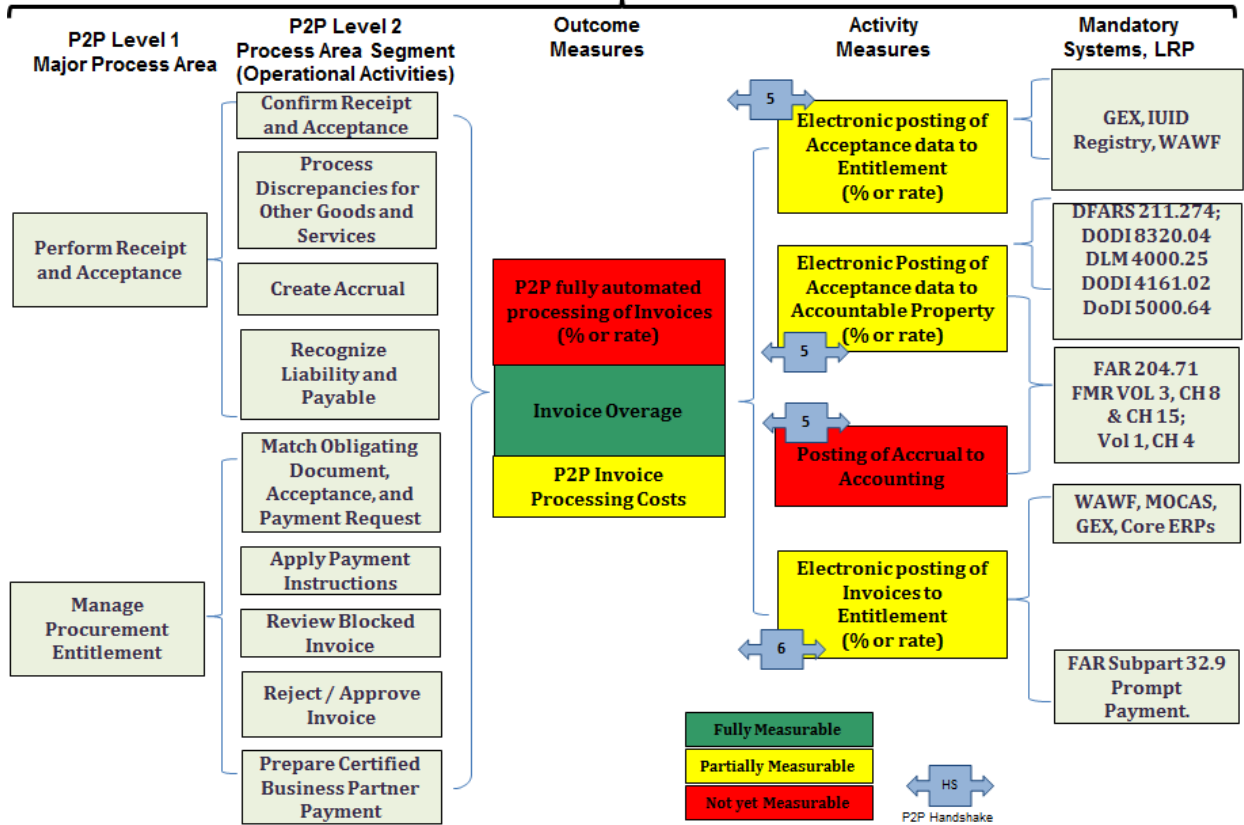 P2P Level 1
Major Process Area
P2P Level 2
Process Area Segment
(Operational Activities)
Outcome
Measures
Activity
Measures
Mandatory
Systems, LRP
Perform Receipt
and Acceptance
Manage
Procurement
Entitlement
Confirm Receipt
and Acceptance
Process
Discrepancies for
Other Goods and
Services
Create Accrual
Recognize
Liability and
Payable
Match Obligating
Document,
Acceptance, and
Payment Request
Apply Payment
Instructions
Review Blocked
Invoice
Reject / Approve
Invoice
Prepare Certified
Business Partner
Payment
P2P fully automated
processing of Invoices
(% or rate)
Invoice Overage
P2P Invoice
Processing Costs
5
Electronic posting of
Acceptance data to
Entitlement
(% or rate)
Electronic Posting of
Acceptance data to
Accountable Property
(% or rate)
5
5
Posting of Accrual to
Accounting
Electronic posting of
Invoices to
Entitlement
(% or rate)
6
GEX, IUID
Registry, WAWF
DFARS 211.274;
DODI 8320.04
DLM 4000.25
DODI 4161.02
DoDI 5000.64
FAR 204.71
FMR VOL 3, CH 8
& CH 15;
Vol 1, CH 4
WAWF, MOCAS,
GEX, Core ERPs
FAR Subpart 32.9
Prompt
Payment.
Fully Measurable
Partially Measurable
Not yet Measurable
HS
P2P Handshake